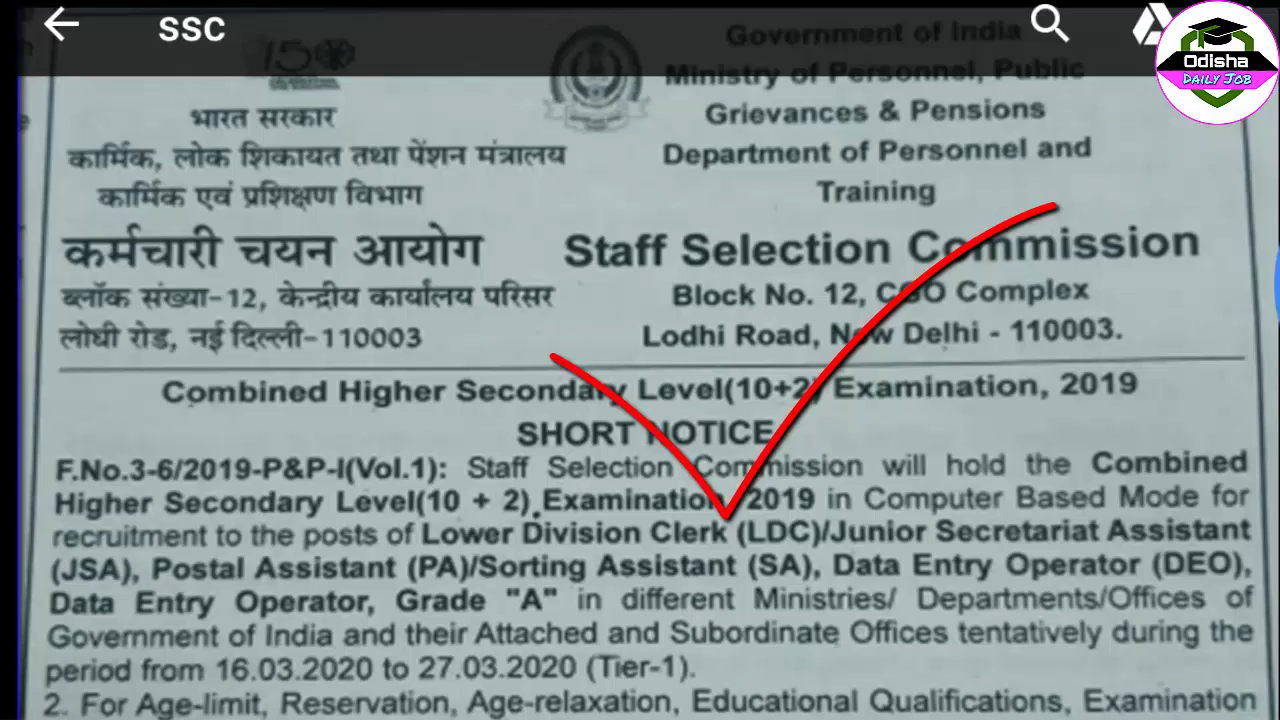 SSC
Odisha
DAILY JOB
150
भारत सरकार
कार्मिक, लोक शिकायत तथा पेंशन मंत्रालय
कार्मिक एवं प्रशिक्षण विभाग
कर्मचारी चयन आयोग
ब्लॉक संख्या-12, केन्द्रीय कार्यालय परिसर
लोधी रोड, नई दिल्ली-110003
Government of India
Ministry of Personnel, Public
Grievances & Pensions
Department of Personnel and
Training
Staff Selection Commission
Block No. 12, CGO Complex
Lodhi Road, New Delhi - 110003.
Combined Higher Secondary Level(10+2) Examination, 2019
SHORT NOTICE
F.No.3-6/2019-P&P-I(Vol.1): Staff Selection Commission will hold the Combined
Higher Secondary Level(10 + 2) Examination, 2019 in Computer Based Mode for
recruitment to the posts of Lower Division Clerk (LDC)/Junior Secretariat Assistant
(JSA), Postal Assistant (PA)/Sorting Assistant (SA), Data Entry Operator (DEO),
Data Entry Operator, Grade "A" in different Ministries/ Departments/Offices of
Government of India and their Attached and Subordinate Offices tentatively during the
period from 16.03.2020 to 27.03.2020 (Tier-1).
2. For Age-limit, Reservation, Age-relaxation, Educational Qualifications, Examination